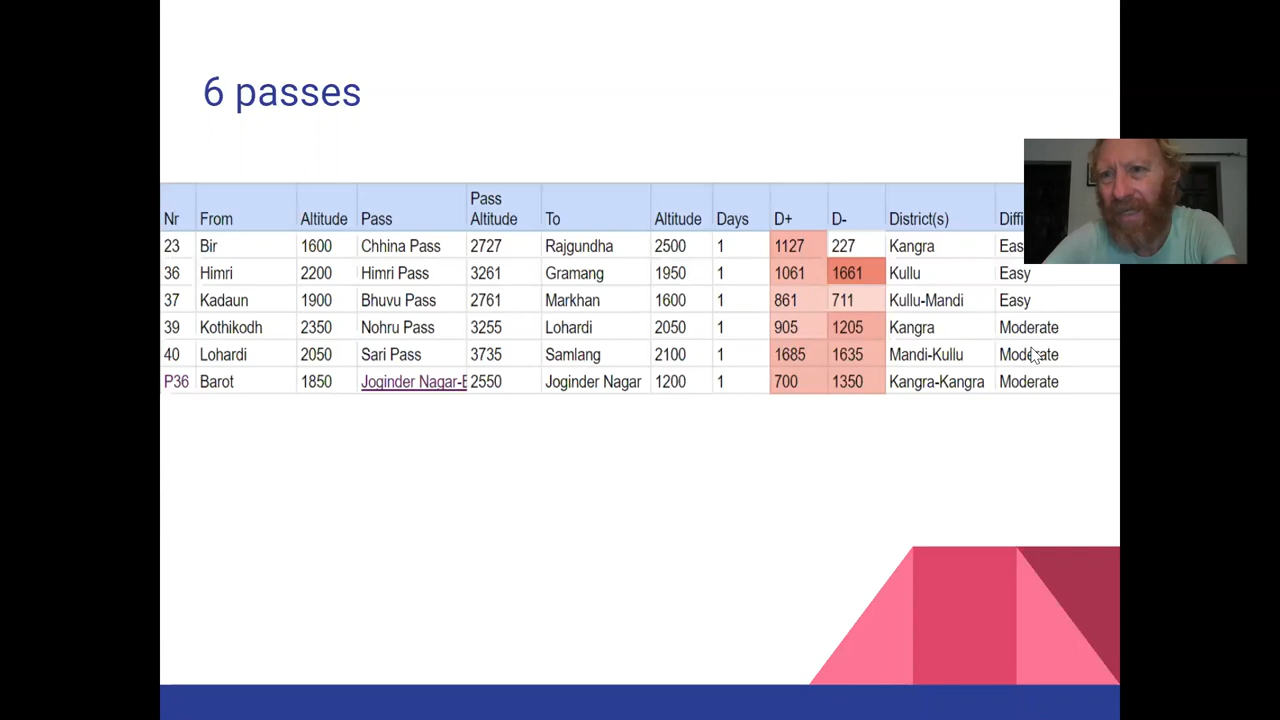 6 passes
Pass
Nr From Altitude Pass Altitude To Altitude Days D+ D- District(s)
23 Bir 1600 Chhina Pass 2727 Rajgundha 2500 1 1127 227 Kangra
36 Himri 2200 Himri Pass 3261 Gramang 1950 1 1061 1661 Kullu Easy
37 Kadaun 1900 Bhuvu Pass 2761 Markhan 1600 1 861 711 Kullu-Mandi Easy
39 Kothikodh 2350 Nohru Pass 3255 Lohardi 2050 1 905 1205 Kangra Moderate
40 Lohardi 2050 Sari Pass 3735 Samlang 2100 1 1685 1635 Mandi-Kullu Moderate
P36 Barot 1850 Joginder Nagar- 2550 Joginder Nagar 1200 1 700 1350 Kangra-Kangra Moderate